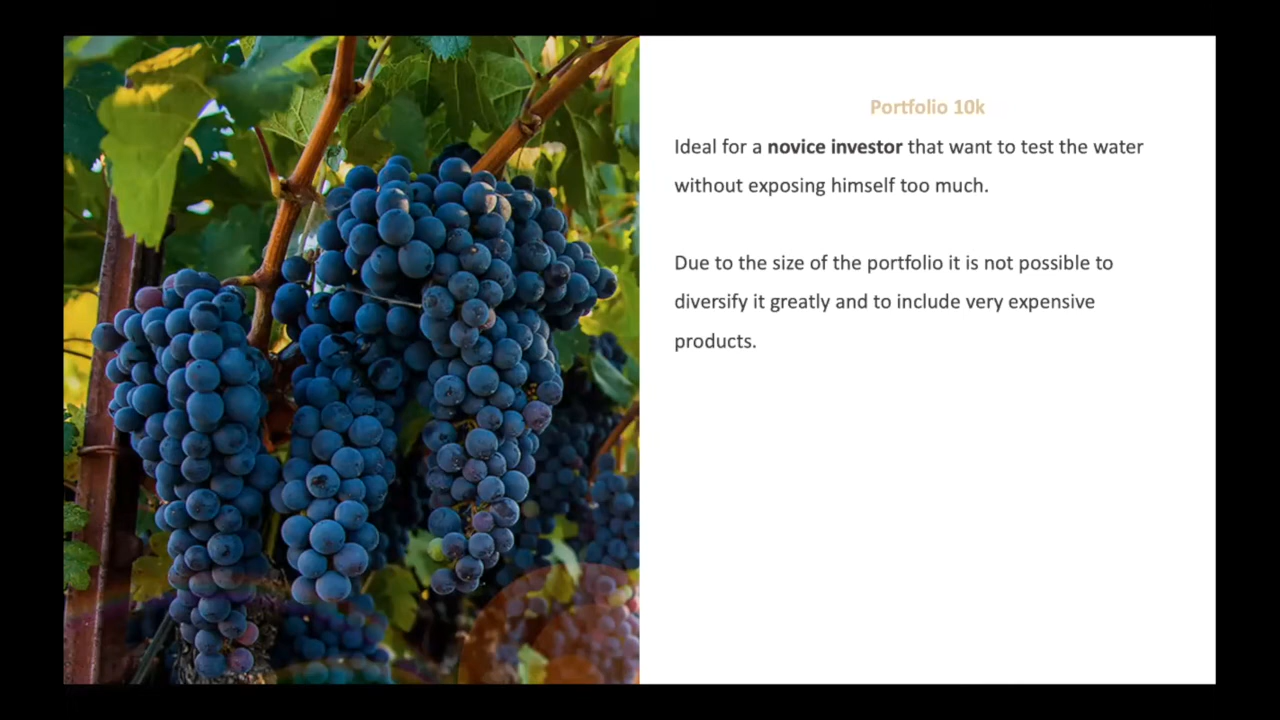 Portfolio 10k
Ideal for a novice investor that want to test the water
without exposing himself too much.
Due to the size of the portfolio it is not possible to
diversify it greatly and to include very expensive
products.